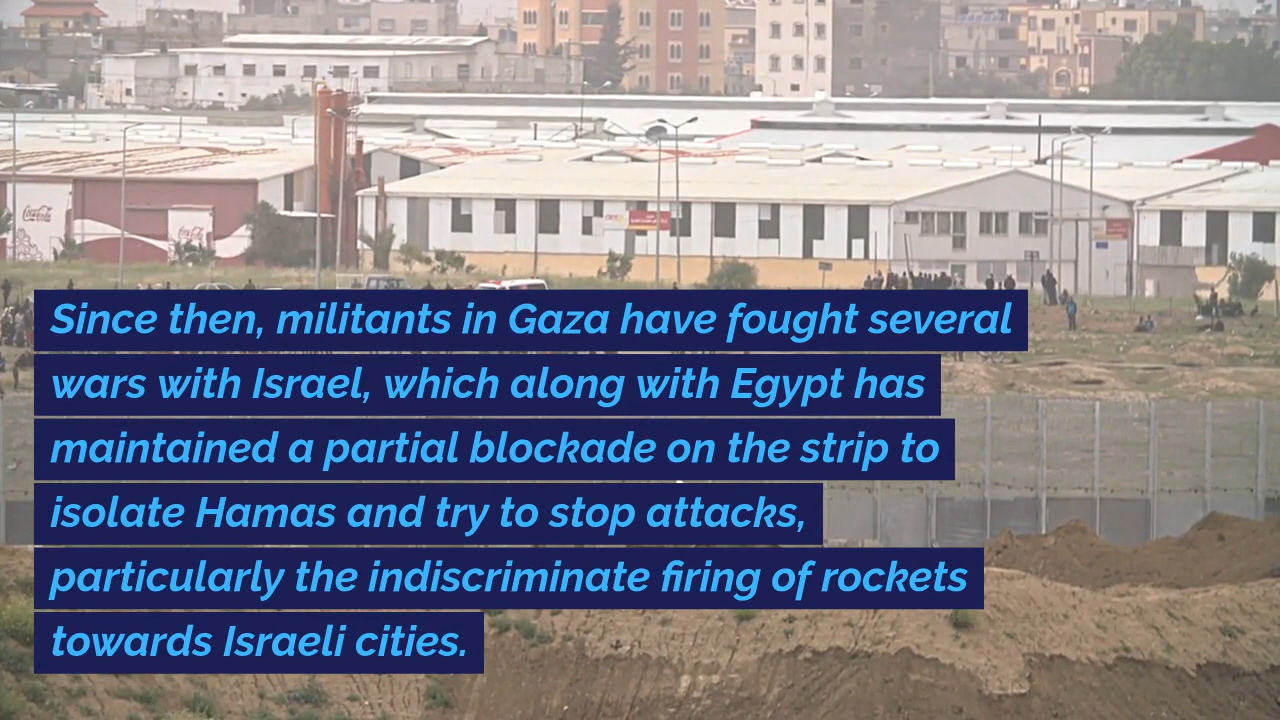 Coca-Cola
Since then, militants in Gaza have fought several
wars with Israel, which along with Egypt has
maintained a partial blockade on the strip to
isolate Hamas and try to stop attacks,
particularly the indiscriminate firing of rockets
towards Israeli cities.